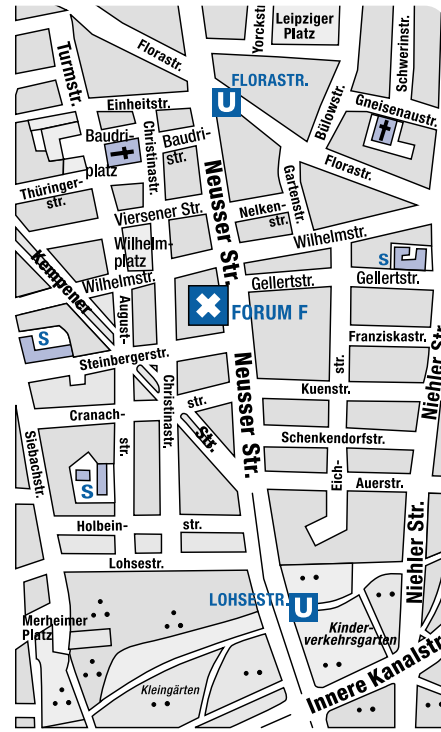 Leipziger
Platz
Yorckstr.
Schwerinstr.
Turmstr.
Florastr.
FLORASTR.
U
Bülowstr.
Gneisenaustr.
Einheitstr.
Baudri-
platz
Christinastr.
Baudri-
str.
Florastr.
Thüringer-
str.
Neusser Str.
Gartenstr.
Viersener Str.
Nelken-
str.
Wilhelmstr.
Wilhelm-
platz
S
Kempener
Wilhelmstr.
Gellertstr.
Gellertstr.
August-
FORUM F
S
Franziskastr.
Steinbergerstr.
Neusser Str.
str.
Niehler Str.
Christinastr.
Kuenstr.
Cranach-
str.
str.
Str.
Schenkendorfstr.
Siebachstr.
S
Eich-
Auerstr.
Holbein-
str.
Lohsestr.
Niehler Str.
LOHSESTR.
U
Merheimer
Platz
Kinder-
verkehrsgarten
Kleingärten
Innere Kanalstr